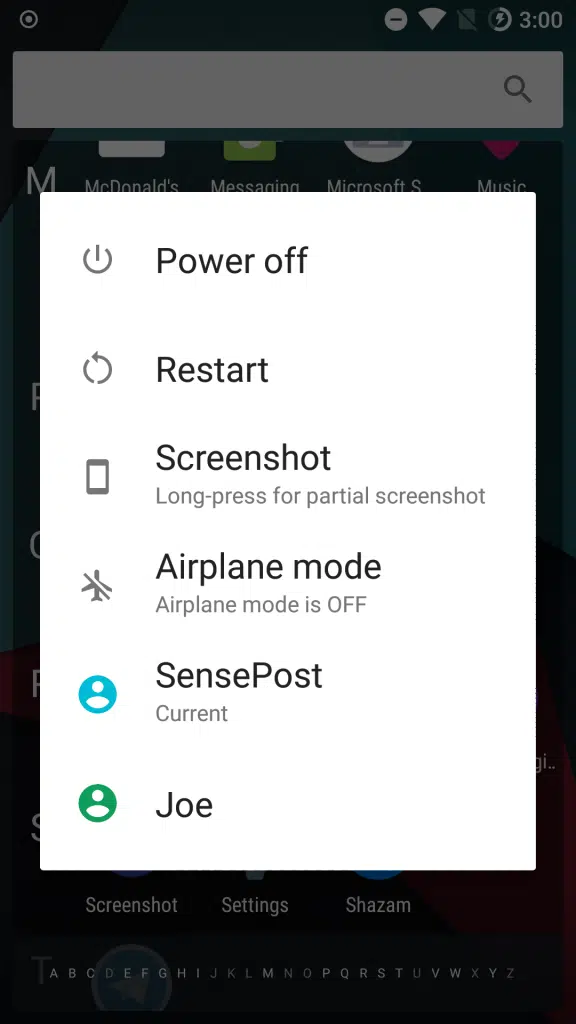 3:00
M
McDonald's Messaging Microsoft S Music
Power off
Restart
Screenshot
Long-press for partial screenshot
Airplane mode
Airplane mode is OFF
SensePost
Current
Joe
gi..
S
Screenshot Settings Shazam
T
A B C D E F G H I J K L M N O P Q R S T U V W X Y Z